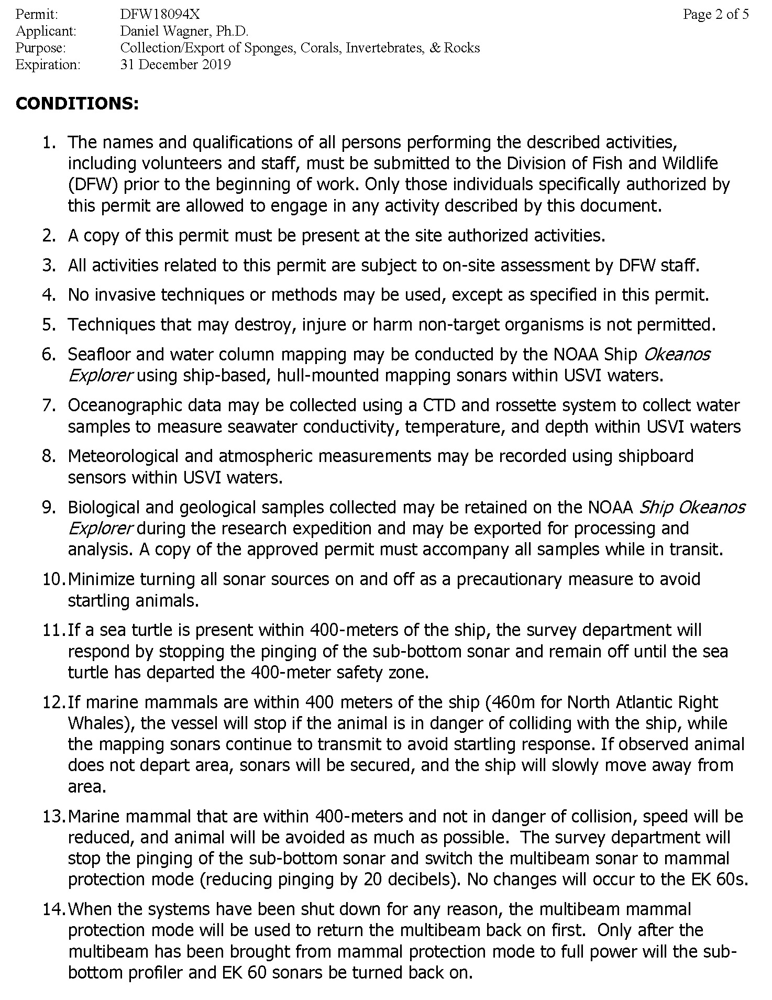 Permit: DFW18094X Page 2 of 5
Applicant: Daniel Wagner, Ph.D.
Purpose: Collection/Export of Sponges, Corals, Invertebrates, & Rocks
Expiration: 31 December 2019
CONDITIONS:
1. The names and qualifications of all persons performing the described activities,
including volunteers and staff, must be submitted to the Division of Fish and Wildlife
(DFW) prior to the beginning of work. Only those individuals specifically authorized by
this permit are allowed to engage in any activity described by this document.
2. A copy of this permit must be present at the site authorized activities.
3. All activities related to this permit are subject to on-site assessment by DFW staff.
4. No invasive techniques or methods may be used, except as specified in this permit.
5. Techniques that may destroy, injure or harm non-target organisms is not permitted.
6. Seafloor and water column mapping may be conducted by the NOAA Ship Okeanos
Explorer using ship-based, hull-mounted mapping sonars within USVI waters.
7. Oceanographic data may be collected using a CTD and rossette system to collect water
samples to measure seawater conductivity, temperature, and depth within USVI waters
8. Meteorological and atmospheric measurements may be recorded using shipboard
sensors within USVI waters.
9. Biological and geological samples collected may be retained on the NOAA Ship Okeanos
Explorer during the research expedition and may be exported for processing and
analysis. A copy of the approved permit must accompany all samples while in transit.
10. Minimize turning all sonar sources on and off as a precautionary measure to avoid
startling animals.
11. If a sea turtle is present within 400-meters of the ship, the survey department will
respond by stopping the pinging of the sub-bottom sonar and remain off until the sea
turtle has departed the 400-meter safety zone.
12. If marine mammals are within 400 meters of the ship (460m for North Atlantic Right
Whales), the vessel will stop if the animal is in danger of colliding with the ship, while
the mapping sonars continue to transmit to avoid startling response. If observed animal
does not depart area, sonars will be secured, and the ship will slowly move away from
area.
13. Marine mammal that are within 400-meters and not in danger of collision, speed will be
reduced, and animal will be avoided as much as possible.  The survey department will
stop the pinging of the sub-bottom sonar and switch the multibeam sonar to mammal
protection mode (reducing pinging by 20 decibels). No changes will occur to the EK 60s.
14. When the systems have been shut down for any reason, the multibeam mammal
protection mode will be used to return the multibeam back on first.  Only after the
multibeam has been brought from mammal protection mode to full power will the sub-
bottom profiler and EK 60 sonars be turned back on.